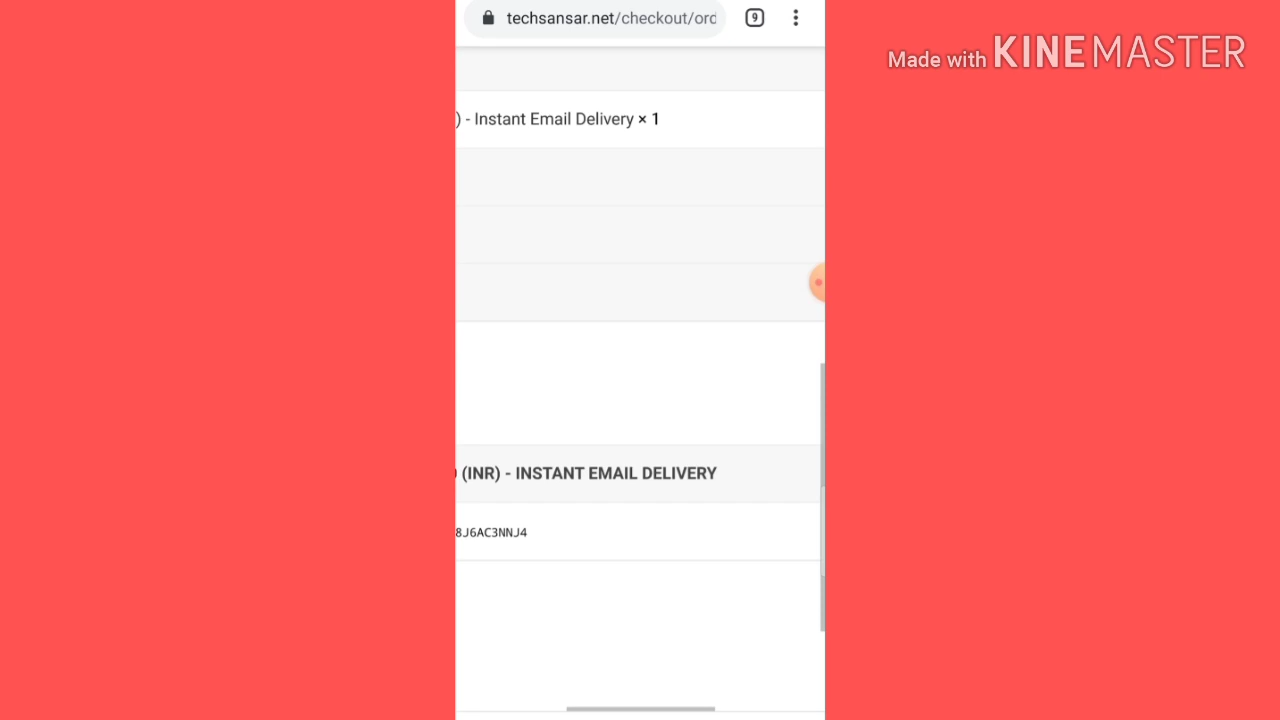 techsansar.net/checkout/ord
9
Made with KINEMASTER
) - Instant Email Delivery × 1
(INR) - INSTANT EMAIL DELIVERY
8J6AC3NNJ4